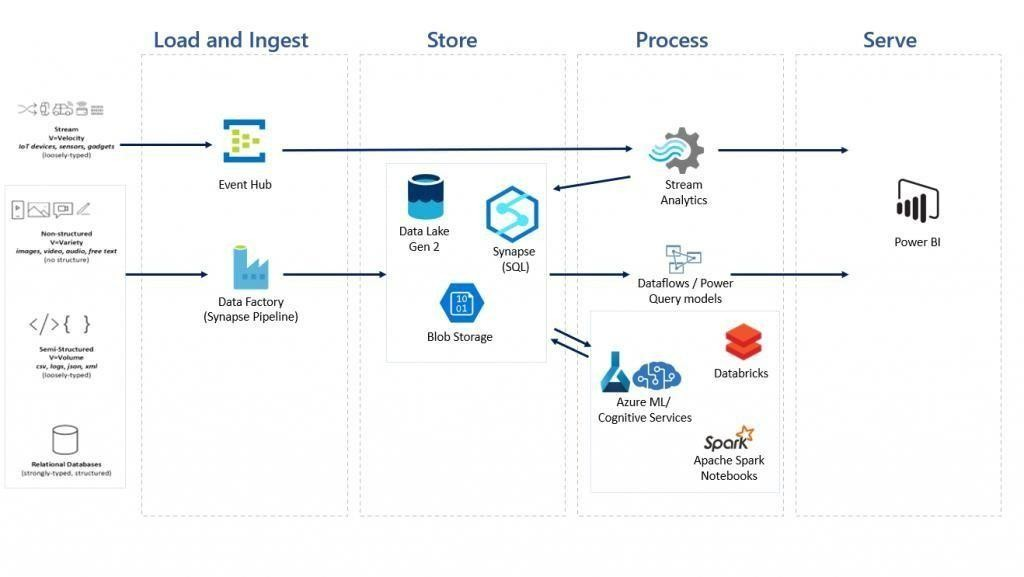 Load and Ingest
Store
Process
Serve
Stream
V=Velocity
IoT devices, sensors, gadgets
(loosely-typed)
Event Hub
Stream
Analytics
Non-structured
V=Variety
images, video, audio, free text
(no structure)
Data Lake
Gen 2
Synapse
(SQL)
Power BI
Data Factory
(Synapse Pipeline)
Dataflows / Power
Query models
10
01
Blob Storage
</>{ }
Semi-Structured
V=Volume
csv, logs, json, xml
(loosely-typed)
Databricks
Azure ML/
Cognitive Services
Relational Databases
(strongly-typed, structured)
Spark
Apache Spark
Notebooks